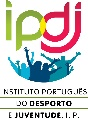 ipdj
INSTITUTO PORTUGUÊS
DO DESPORTO
E JUVENTUDE, I. P.